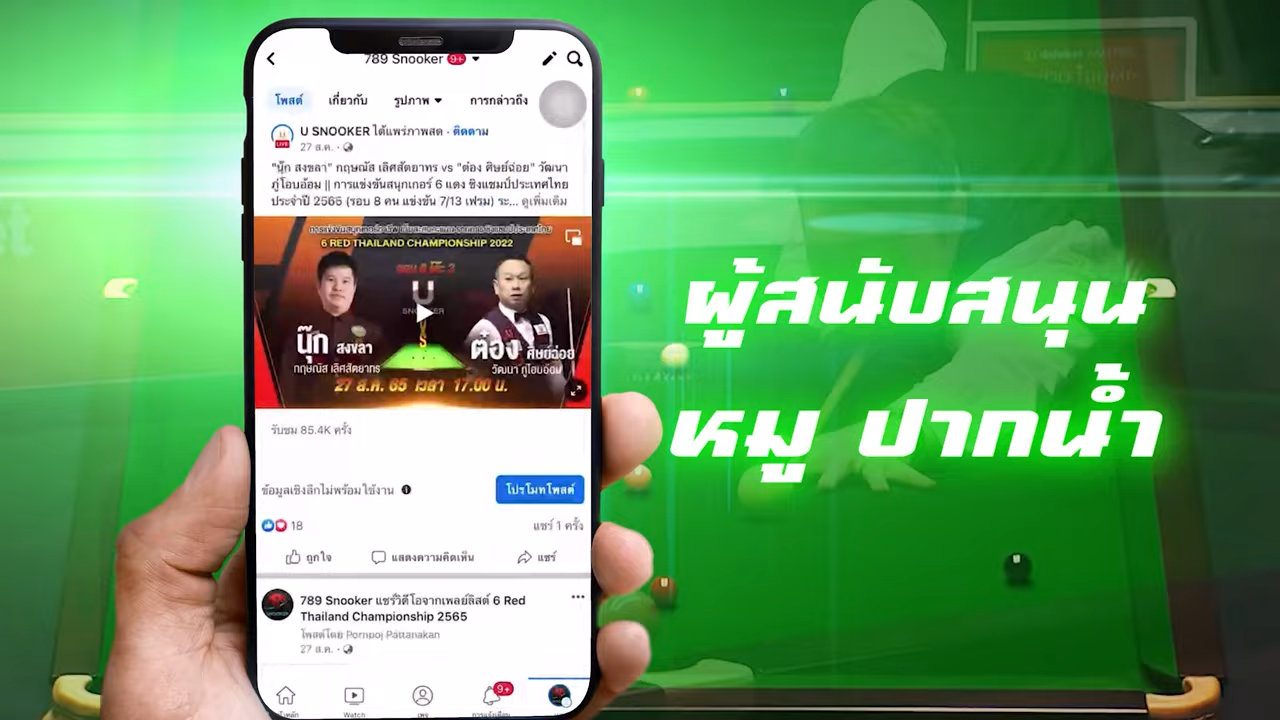 789 Snooker 9+
โพสต์ เกี่ยวกับ รูปภาพ การกล่าวถึง
U SNOOKER ได้แพร่ภาพสด · ติดตาม
27 ส.ค. ·
"นุ๊ก สงขลา" กฤษณัส เลิศสัตยาทร vs "ต๋อง ศิษย์ฉ่อย" วัฒนา
ภู่โอบอ้อม || การแข่งขันสนุกเกอร์ 6 แดง ชิงแชมป์ประเทศไทย
ประจำปี 2565 (รอบ 8 คน แข่งขัน 7/13 เฟรม) ระ... ดูเพิ่มเติม
6 RED THAILAND CHAMPIONSHIP 2022
U
SNOOKER
VS
นุ๊ก สงขลา
กฤษณัส เลิศสัตยาทร
ต๋อง ศิษย์ฉ่อย
วัฒนา ภู่โอบอ้อม
27 ส.ค. 65 เวลา 17.00 น.
รับชม 85.4K ครั้ง
ข้อมูลเชิงลึกไม่พร้อมใช้งาน
โปรโมทโพสต์
18
แชร์ 1 ครั้ง
ถูกใจ แสดงความคิดเห็น แชร์
789 Snooker แชร์วิดีโอจากเพลย์ลิสต์ 6 Red
Thailand Championship 2565
โพสต์โดย Pornpoj Pattanakan
27 ส.ค. ·
9+
Watch
ผู้สนับสนุน
หมู ปากน้ำ